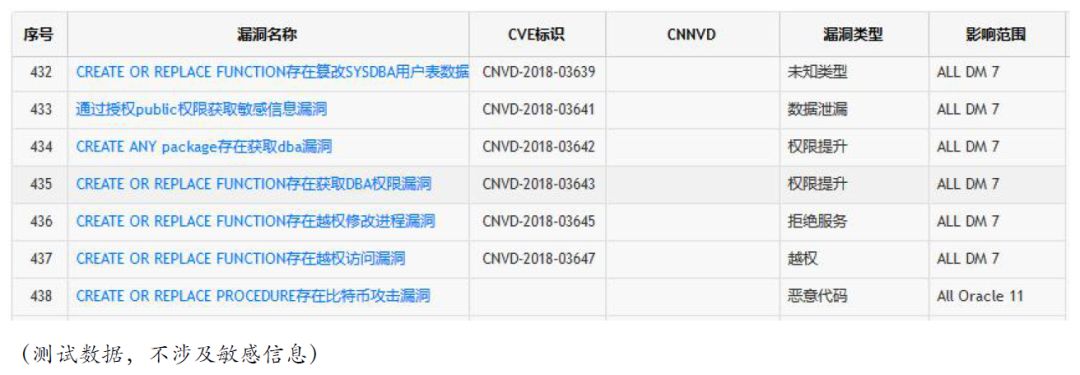 序号 漏洞名称 CVE标识 CNNVD 漏洞类型 影响范围
432 CREATE OR REPLACE FUNCTION存在篡改SYSDBA用户表数据 CNVD-2018-03639 未知类型 ALL DM 7
433 通过授权public权限获取敏感信息漏洞 CNVD-2018-03641 数据泄漏 ALL DM 7
434 CREATE ANY package存在获取dba漏洞 CNVD-2018-03642 权限提升 ALL DM 7
435 CREATE OR REPLACE FUNCTION存在获取DBA权限漏洞 CNVD-2018-03643 权限提升 ALL DM 7
436 CREATE OR REPLACE FUNCTION存在越权修改进程漏洞 CNVD-2018-03645 拒绝服务 ALL DM 7
437 CREATE OR REPLACE FUNCTION存在越权访问漏洞 CNVD-2018-03647 越权 ALL DM 7
438 CREATE OR REPLACE PROCEDURE存在比特币攻击漏洞 恶意代码 All Oracle 11
（测试数据，不涉及敏感信息）